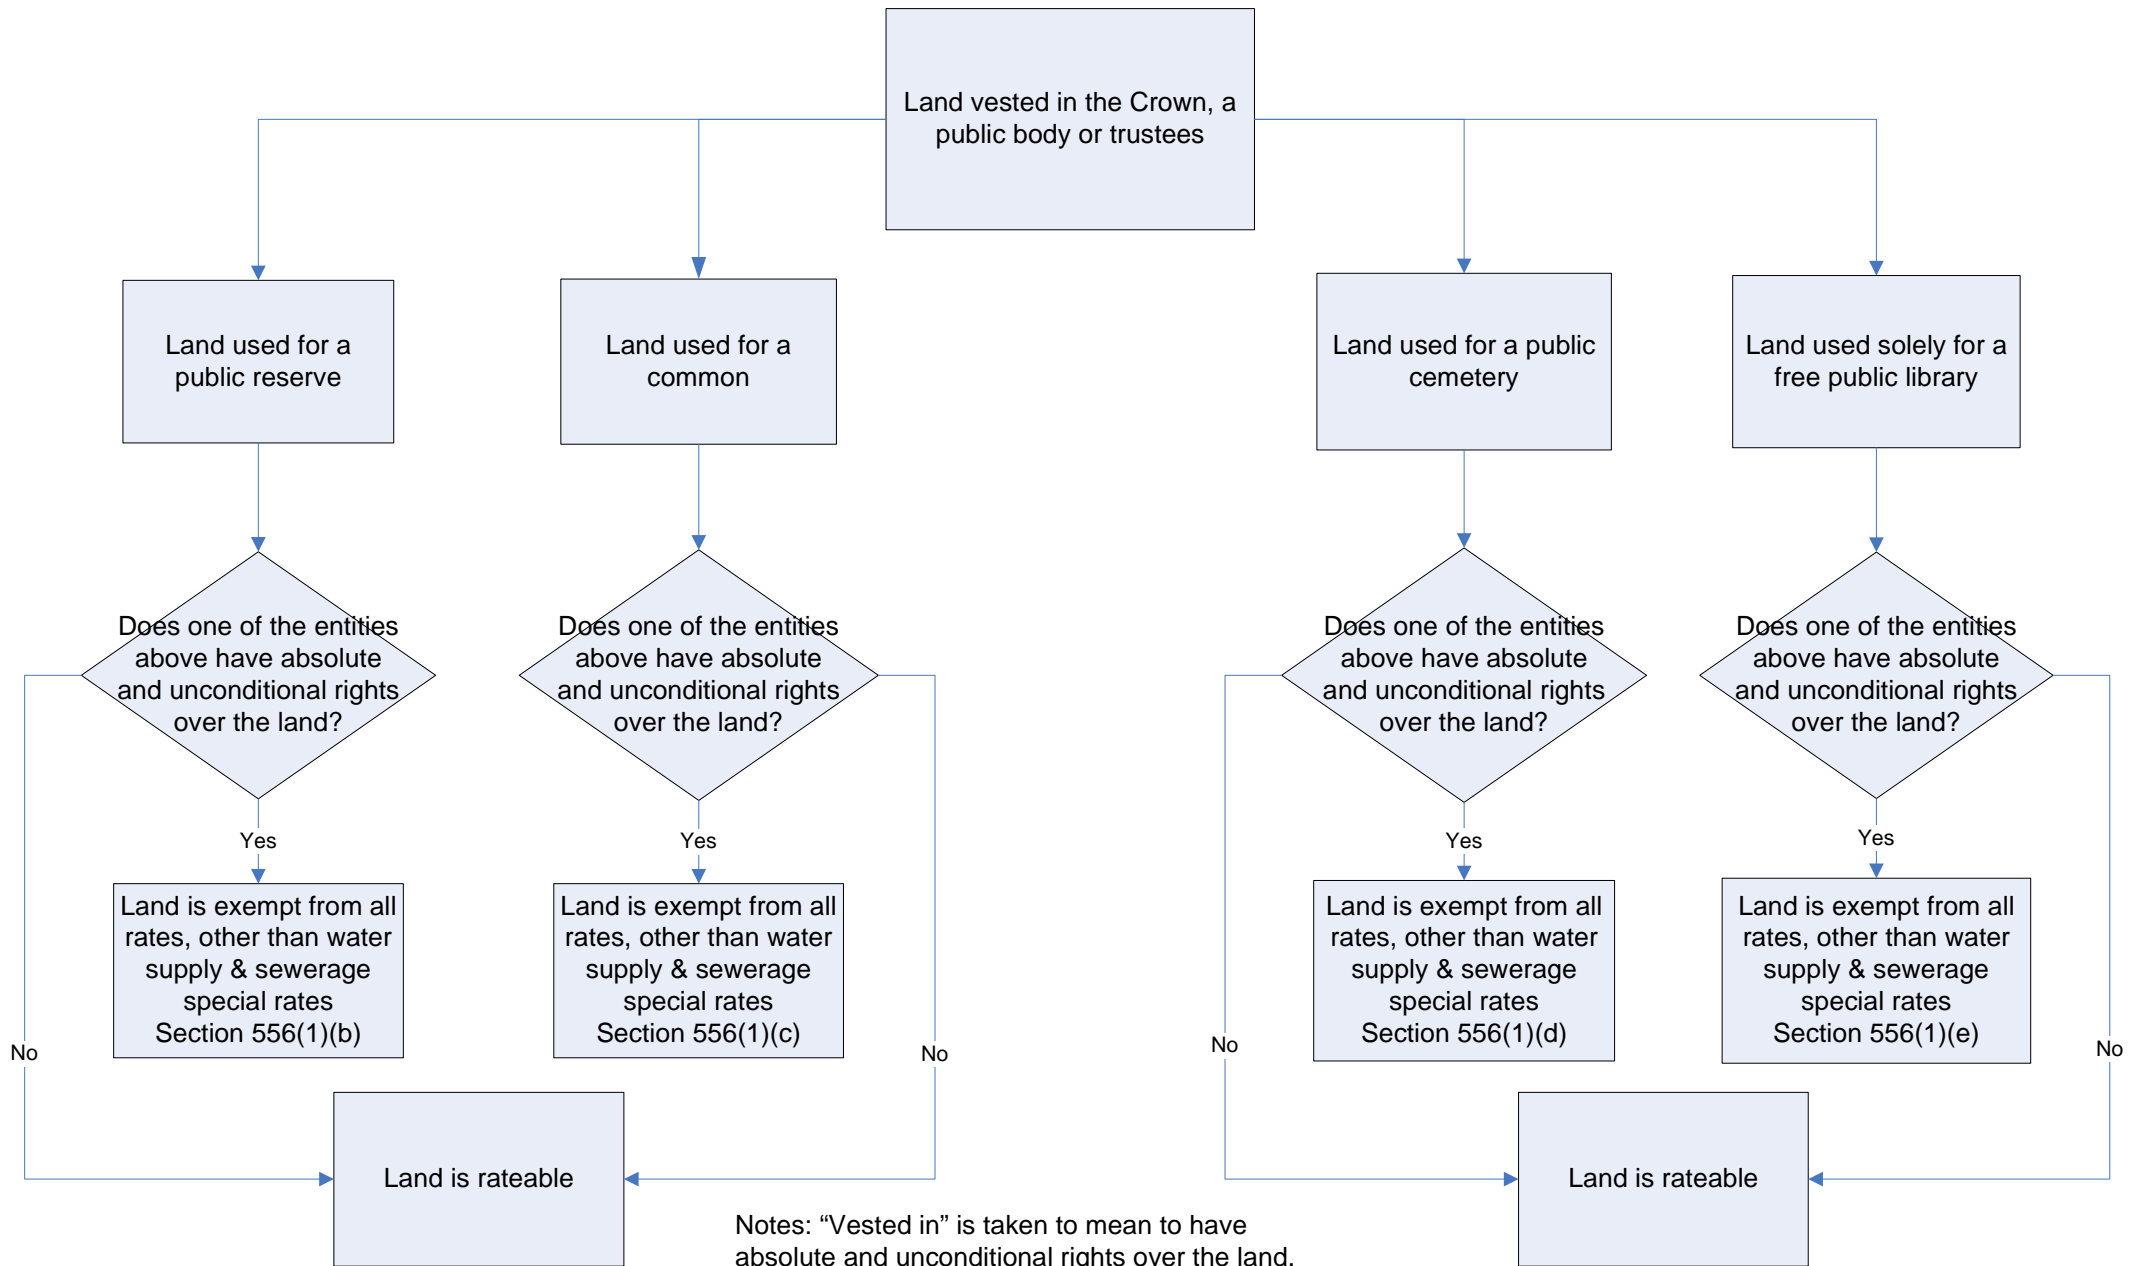 Land vested in the Crown, a
public body or trustees
Land used for a
public reserve
Land used for a
common
Land used for a public
cemetery
Land used solely for a
free public library
Does one of the entities
above have absolute
and unconditional rights
over the land?
Does one of the entities
above have absolute
and unconditional rights
over the land?
Does one of the entities
above have absolute
and unconditional rights
over the land?
Does one of the entities
above have absolute
and unconditional rights
over the land?
Yes
Yes
Yes
Yes
Land is exempt from all
rates, other than water
supply & sewerage
special rates
Section 556(1)(b)
Land is exempt from all
rates, other than water
supply & sewerage
special rates
Section 556(1)(c)
Land is exempt from all
rates, other than water
supply & sewerage
special rates
Section 556(1)(d)
Land is exempt from all
rates, other than water
supply & sewerage
special rates
Section 556(1)(e)
No
No
No
No
Land is rateable
Land is rateable
Notes: “Vested in” is taken to mean to have
absolute and unconditional rights over the land.